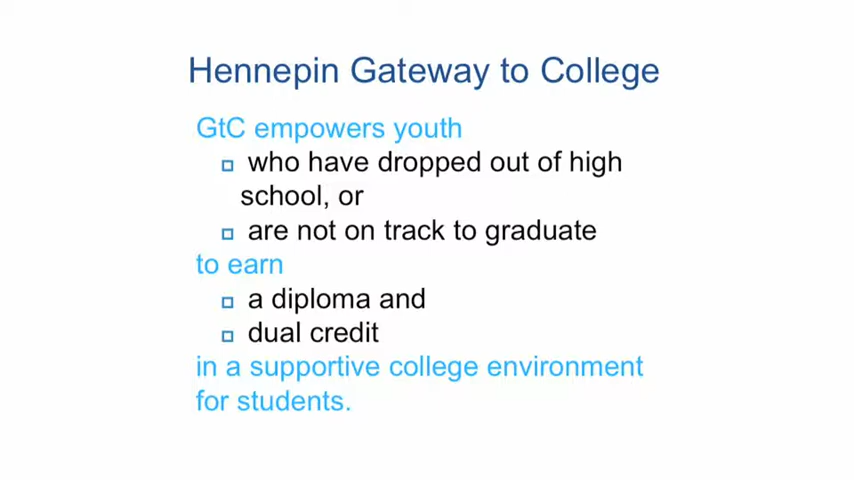 Hennepin Gateway to College
GtC empowers youth
who have dropped out of high
school, or
are not on track to graduate
to earn
a diploma and
dual credit
in a supportive college environment
for students.